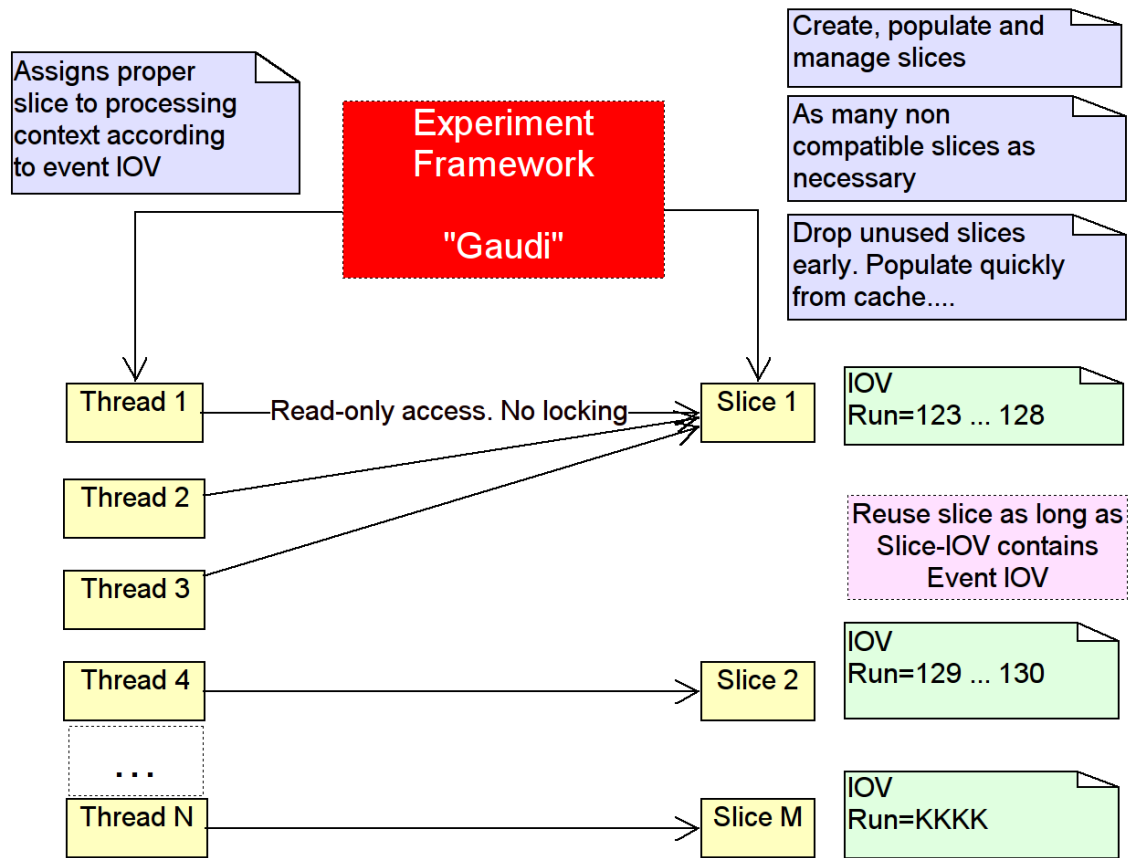 Assigns proper
slice to processing
context according
to event IOV
Experiment
Framework
"Gaudi"
Create, populate and
manage slices
As many non
compatible slices as
necessary
Drop unused slices
early. Populate quickly
from cache....
Thread 1
Read-only access. No locking
Slice 1
IOV
Run=123 ... 128
Thread 2
Thread 3
Reuse slice as long as
Slice-IOV contains
Event IOV
Thread 4
Slice 2
IOV
Run=129 ... 130
...
Thread N
Slice M
IOV
Run=KKKK